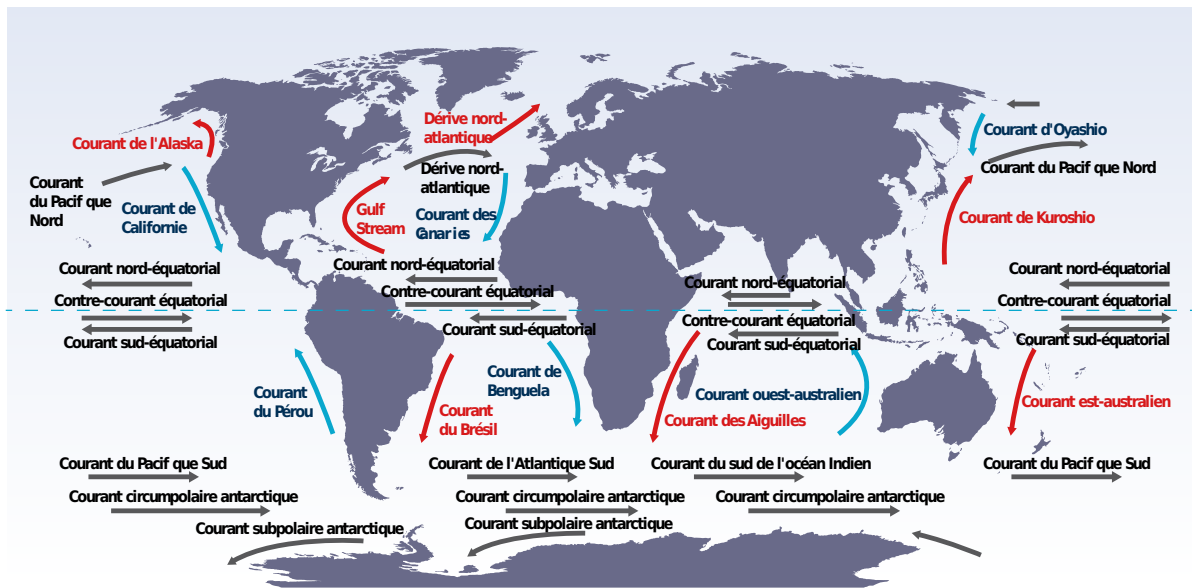 Dérive nord-
atlantique
Courant de l'Alaska
Courant d'Oyashio
Dérive nord-
atlantique
Courant du Pacif que Nord
Courant
du Pacif que
Nord
Courant de
Californie
Gulf
Stream
Courant des
Canaries
Courant de Kuroshio
Courant nord-équatorial
Courant nord-équatorial
Courant nord-équatorial
Courant nord-équatorial
Contre-courant équatorial
Contre-courant équatorial
Contre-courant équatorial
Contre-courant équatorial
Courant sud-équatorial
Courant sud-équatorial
Courant sud-équatorial
Courant sud-équatorial
Courant
du Pérou
Courant de
Benguela
Courant ouest-australien
Courant est-australien
Courant
du Brésil
Courant des Aiguilles
Courant du Pacif que Sud
Courant de l'Atlantique Sud
Courant du sud de l'océan Indien
Courant du Pacif que Sud
Courant circumpolaire antarctique
Courant circumpolaire antarctique
Courant circumpolaire antarctique
Courant subpolaire antarctique
Courant subpolaire antarctique